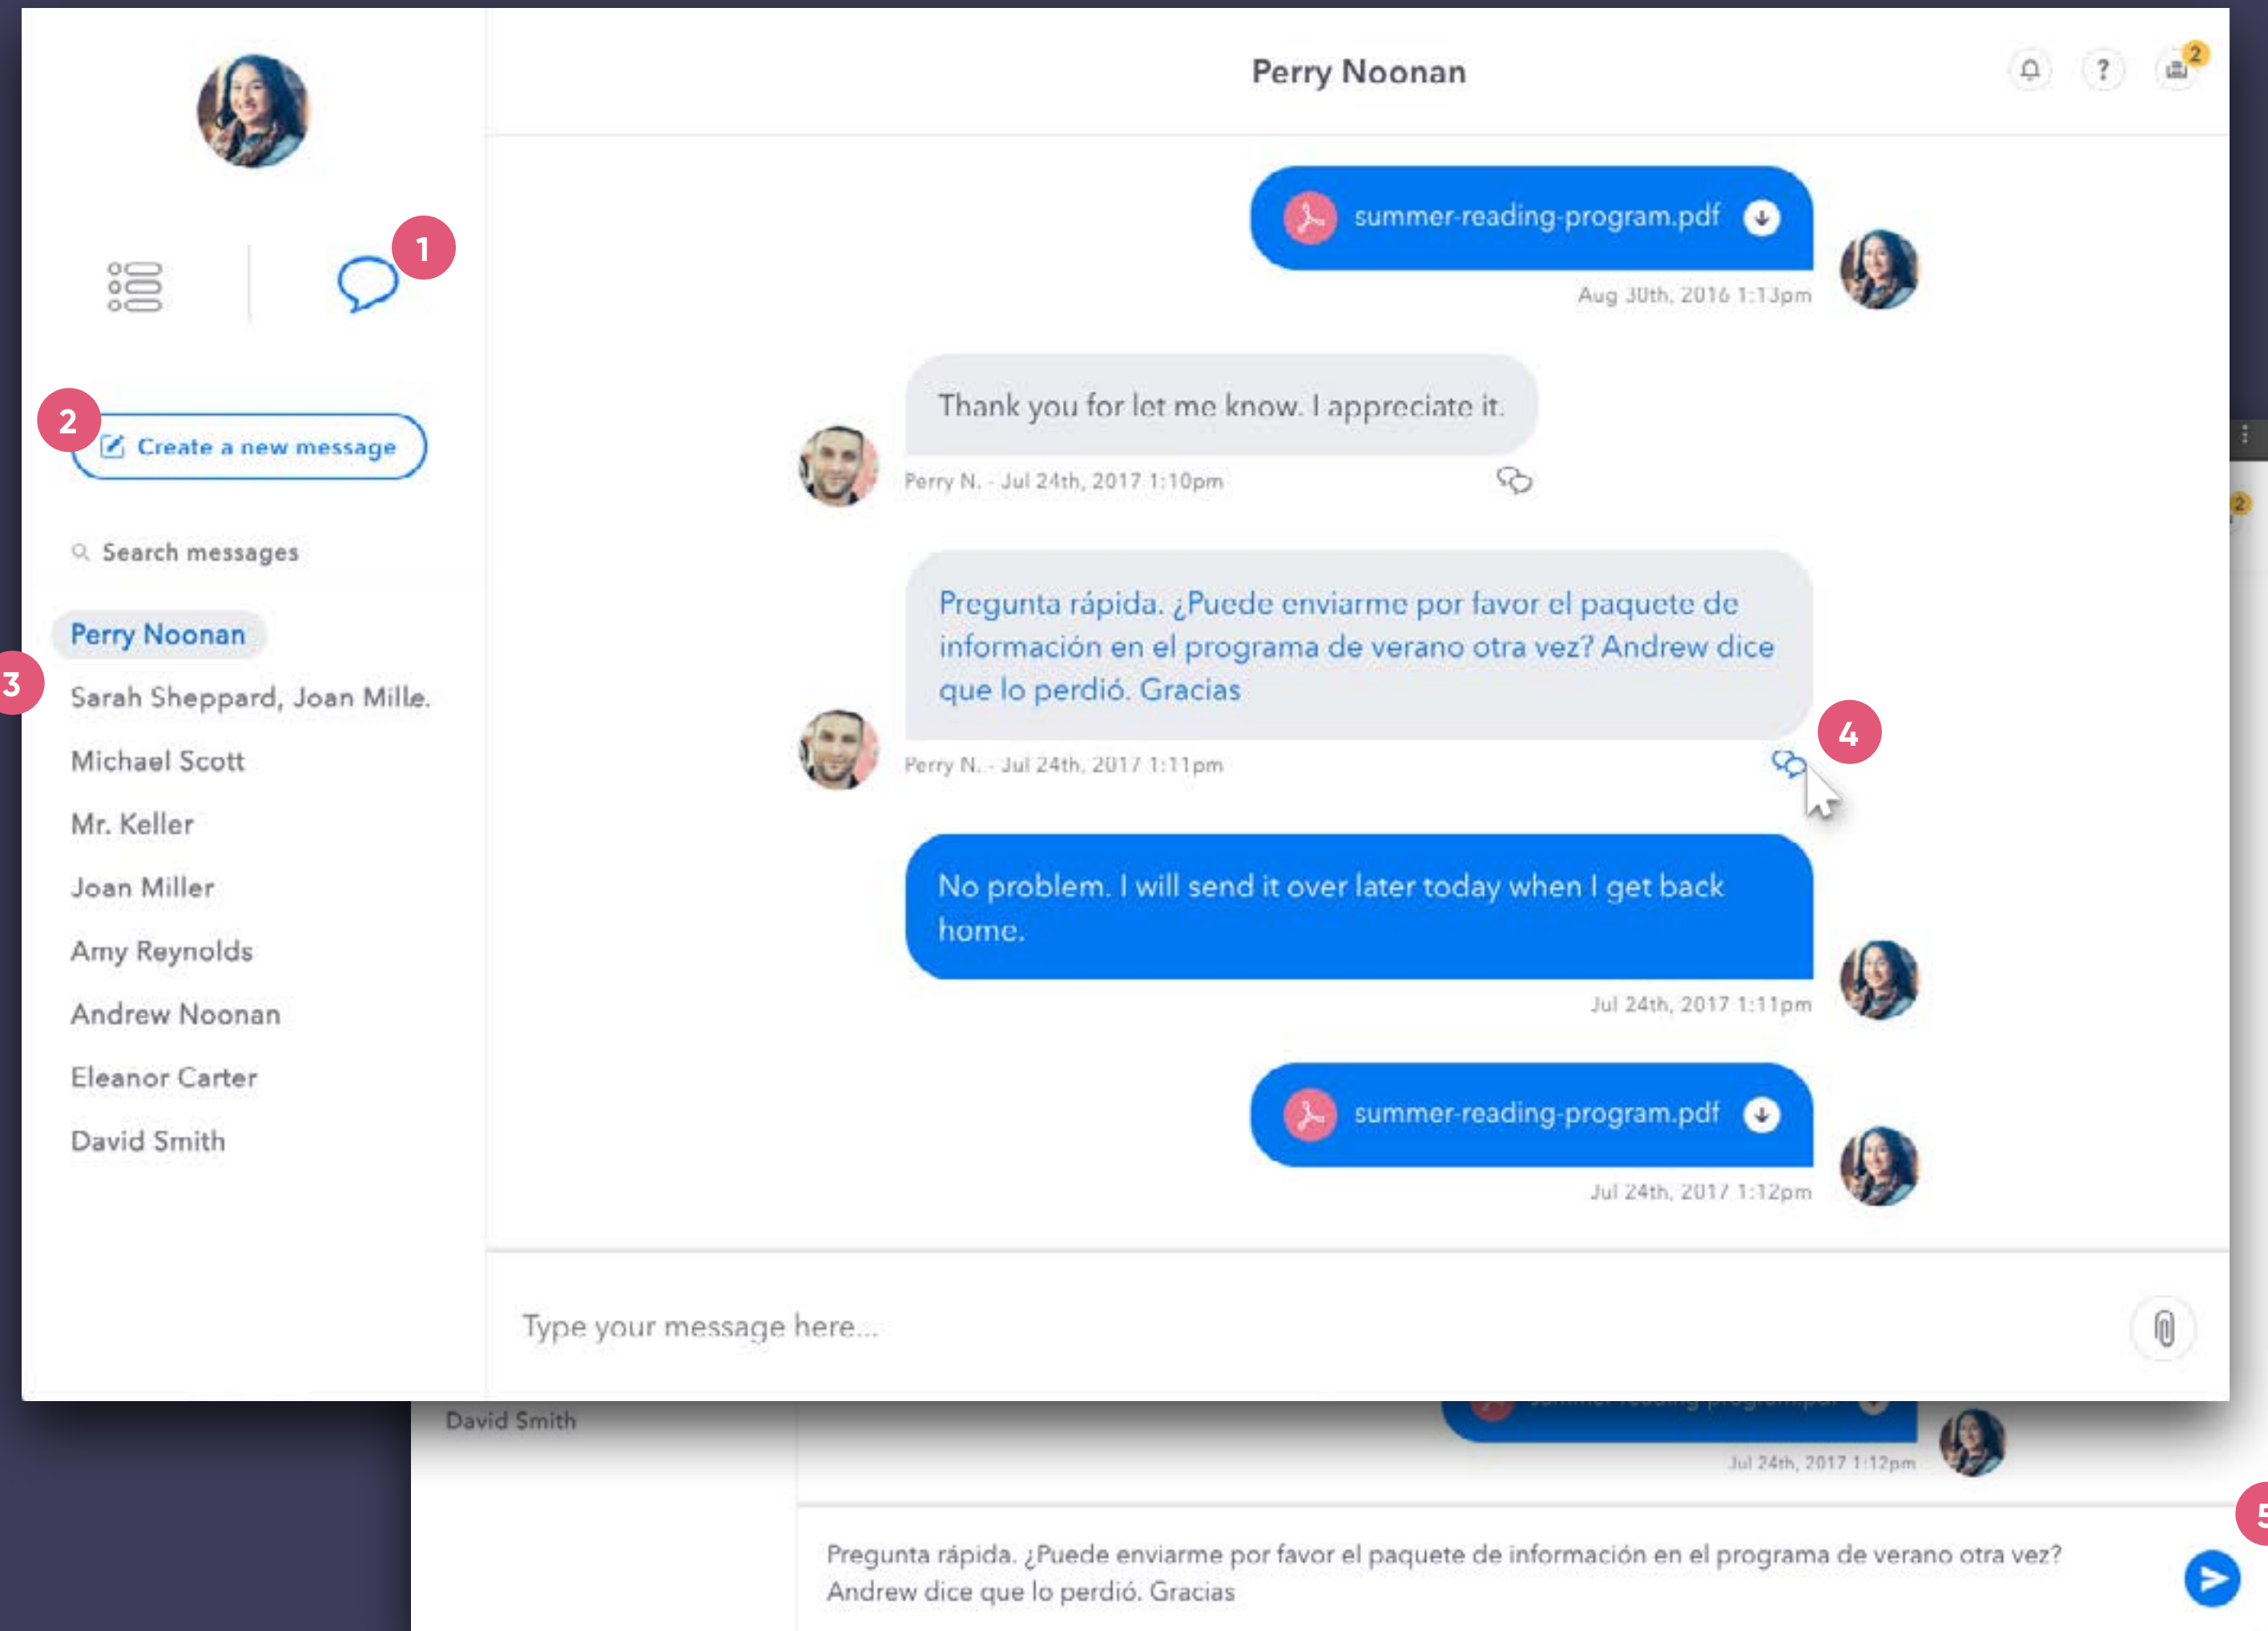 Perry Noonan
?
2
1
summer-reading-program.pdf
Aug 30th, 2016 1:13pm
2
Create a new message
Thank you for let me know. I appreciate it.
Perry N. - Jul 24th, 2017 1:10pm
2
Search messages
Perry Noonan
3
Sarah Sheppard, Joan Mille.
Michael Scott
Mr. Keller
Joan Miller
Amy Reynolds
Andrew Noonan
Eleanor Carter
David Smith
Pregunta rápida. ¿Puede enviarme por favor el paquete de
información en el programa de verano otra vez? Andrew dice
que lo perdió. Gracias
4
Perry N. - Jul 24th, 2017 1:11pm
No problem. I will send it over later today when I get back
home.
Jul 24th, 2017 1:11pm
summer-reading-program.pdf
Jul 24th, 2017 1:12pm
Type your message here...
David Smith
Jul 24th, 2017 1:12pm
5
Pregunta rápida. ¿Puede enviarme por favor el paquete de información en el programa de verano otra vez?
Andrew dice que lo perdió. Gracias